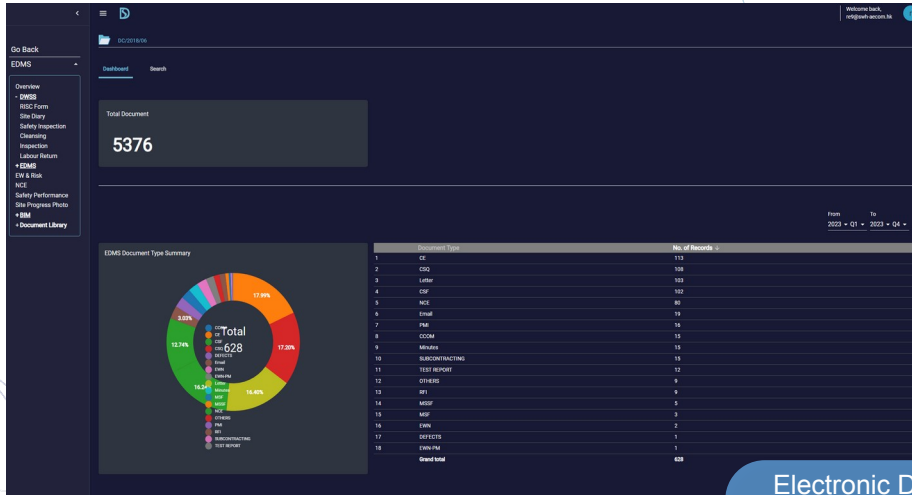 Welcome back,
re9@swh-aecom.hk
DC/2018/06
Go Back
EDMS
Dashboard Search
Overview
- DWSS
RISC Form
Site Diary
Safety Inspection
Cleansing
Inspection
Labour Return
+ EDMS
EW & Risk
NCE
Safety Performance
Site Progress Photo
+ BIM
+ Document Library
Total Document
5376
From To
2023 Q1 2023 Q4
EDMS Document Type Summary
17.99%
17.20%
16.40%
16.24
12.74%
3.03%
Total
628
CCOM
CE
CSF
CSQ
DEFECTS
Email
EWN
EWN-PM
Letter
Minutes
MSF
MSSF
NCE
OTHERS
PMI
RFI
SUBCONTRACTING
TEST REPORT
Document Type No. of Records ↓
1 CE 113
2 CSQ 108
3 Letter 103
4 CSF 102
5 NCE 80
6 Email 19
7 PMI 16
8 CCOM 15
9 Minutes 15
10 SUBCONTRACTING 15
11 TEST REPORT 12
12 OTHERS 9
13 RFI 9
14 MSSF 5
15 MSF 3
16 EWN 2
17 DEFECTS 1
18 EWN-PM 1
Grand total 628
Electronic D